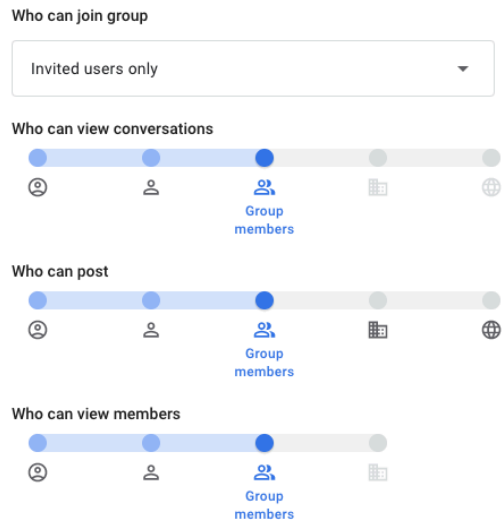 Who can join group
Invited users only
Who can view conversations
Group
members
Who can post
Group
members
Who can view members
Group
members